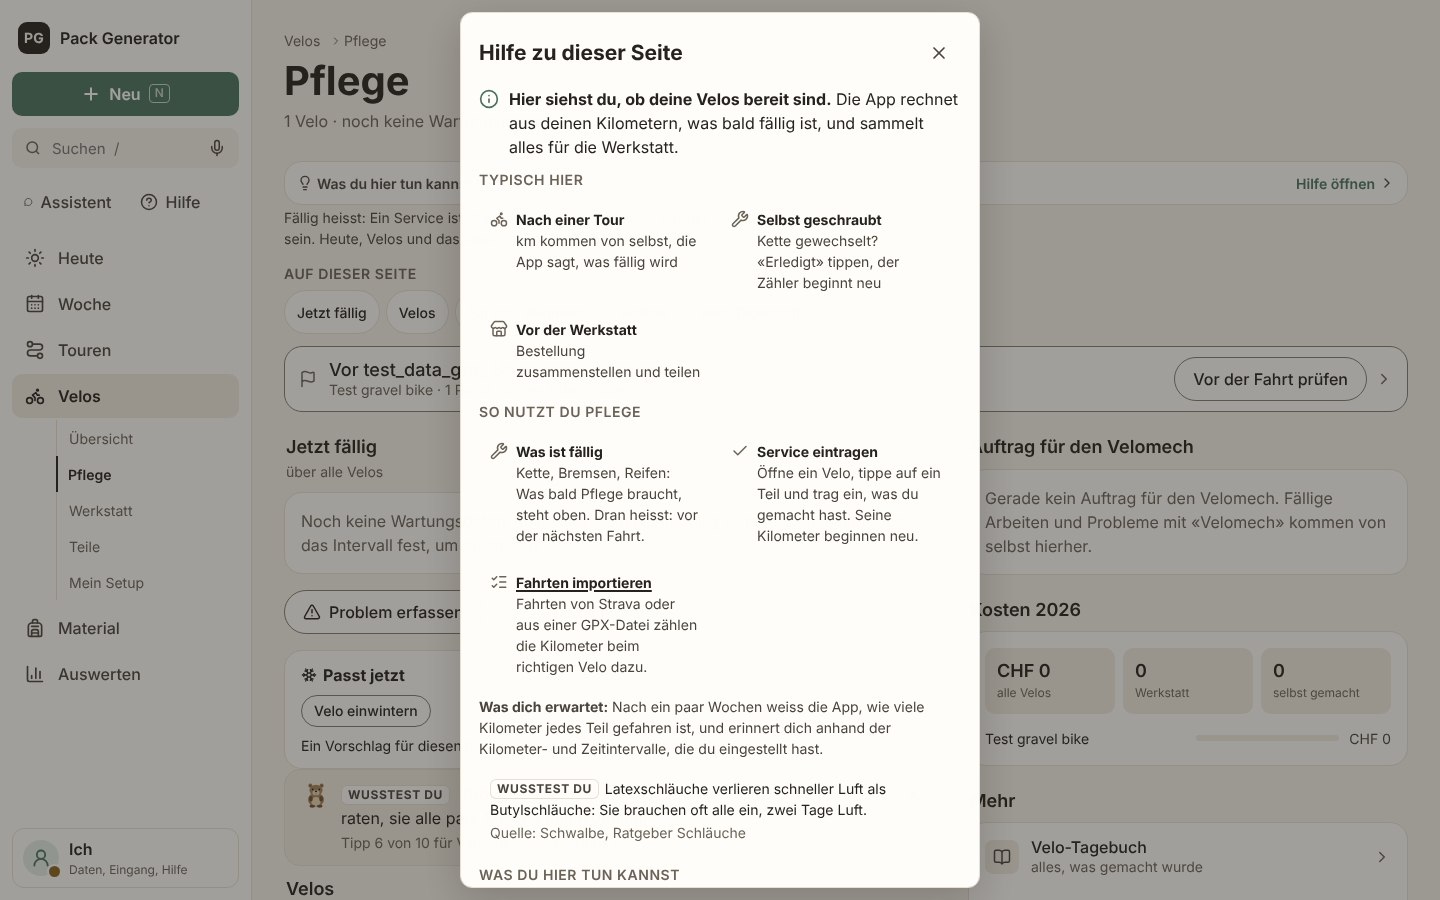 PG Pack Generator
Neu N
Suchen /
Assistent
Hilfe
Heute
Woche
Touren
Velos
Übersicht
Pflege
Werkstatt
Teile
Mein Setup
Material
Auswerten
Ich
Daten, Eingang, Hilfe
Velos > Pflege
Pflege
1 Velo · noch keine
Was du hier tun
Hilfe öffnen
Fällig heisst: Ein Service
sein. Heute, Velos und das
AUF DIESER SEITE
Jetzt fällig
Velos
Vor
Test gravel bike · 1
Vor der Fahrt prüfen
Jetzt fällig
über alle Velos
Noch keine
das Intervall fest, um
Problem
Passt jetzt
Velo einwintern
Ein Vorschlag für
WUSSTEST DU
raten, sie alle
Tipp 6 von 10 für
Velos
Hilfe zu dieser Seite
Hier siehst du, ob deine Velos bereit sind. Die App rechnet
aus deinen Kilometern, was bald fällig ist, und sammelt
alles für die Werkstatt.
TYPISCH HIER
Nach einer Tour
km kommen von selbst, die
App sagt, was fällig wird
Selbst geschraubt
Kette gewechselt?
«Erledigt» tippen, der
Zähler beginnt neu
Vor der Werkstatt
Bestellung
zusammenstellen und teilen
SO NUTZT DU PFLEGE
Was ist fällig
Kette, Bremsen, Reifen:
Was bald Pflege braucht,
steht oben. Dran heisst: vor
der nächsten Fahrt.
Service eintragen
Öffne ein Velo, tippe auf ein
Teil und trag ein, was du
gemacht hast. Seine
Kilometer beginnen neu.
Fahrten importieren
Fahrten von Strava oder
aus einer GPX-Datei zählen
die Kilometer beim
richtigen Velo dazu.
Was dich erwartet: Nach ein paar Wochen weiss die App, wie viele
Kilometer jedes Teil gefahren ist, und erinnert dich anhand der
Kilometer- und Zeitintervalle, die du eingestellt hast.
WUSSTEST DU Latexschläuche verlieren schneller Luft als
Butylschläuche: Sie brauchen oft alle ein, zwei Tage Luft.
Quelle: Schwalbe, Ratgeber Schläuche
WAS DU HIER TUN KANNST
Auftrag für den Velomech
Gerade kein Auftrag für den Velomech. Fällige
Arbeiten und Probleme mit «Velomech» kommen von
selbst hierher.
Kosten 2026
CHF 0
alle Velos
0
Werkstatt
0
selbst gemacht
Test gravel bike
CHF 0
Mehr
Velo-Tagebuch
alles, was gemacht wurde